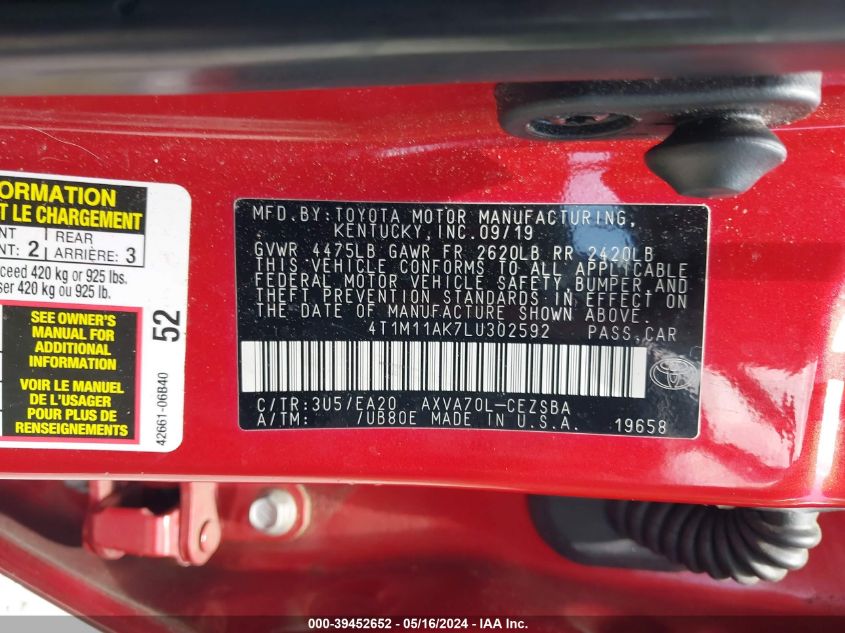 FORMATION
T LE CHARGEMENT
NT REAR
NT: 2 ARRIÈRE: 3
ceed 420 kg or 925 lbs.
ser 420 kg ou 925 lb.
SEE OWNER'S
MANUAL FOR
ADDITIONAL
INFORMATION
VOIR LE MANUEL
DE L'USAGER
POUR PLUS DE
RENSEIGNEMENTS
52
42661-06B40
MFD.BY:TOYOTA MOTOR MANUFACTURING,
KENTUCKY,INC.09/19
GVWR 4475LB GAWR FR 2620LB RR 2420LB
THIS VEHICLE CONFORMS TO ALL APPLICABLE
FEDERAL MOTOR VEHICLE SAFETY,BUMPER,AND
THEFT PREVENTION STANDARDS IN EFFECT ON
THE DATE OF MANUFACTURE SHOWN ABOVE.
4T1M11AK7LU302592 PASS.CAR
C/TR:3U5/EA20 AXVA70L-CEZSBA
A/TM: /UB80E MADE IN U.S.A. 19658
000-39452652 - 05/16/2024 - IAA Inc.